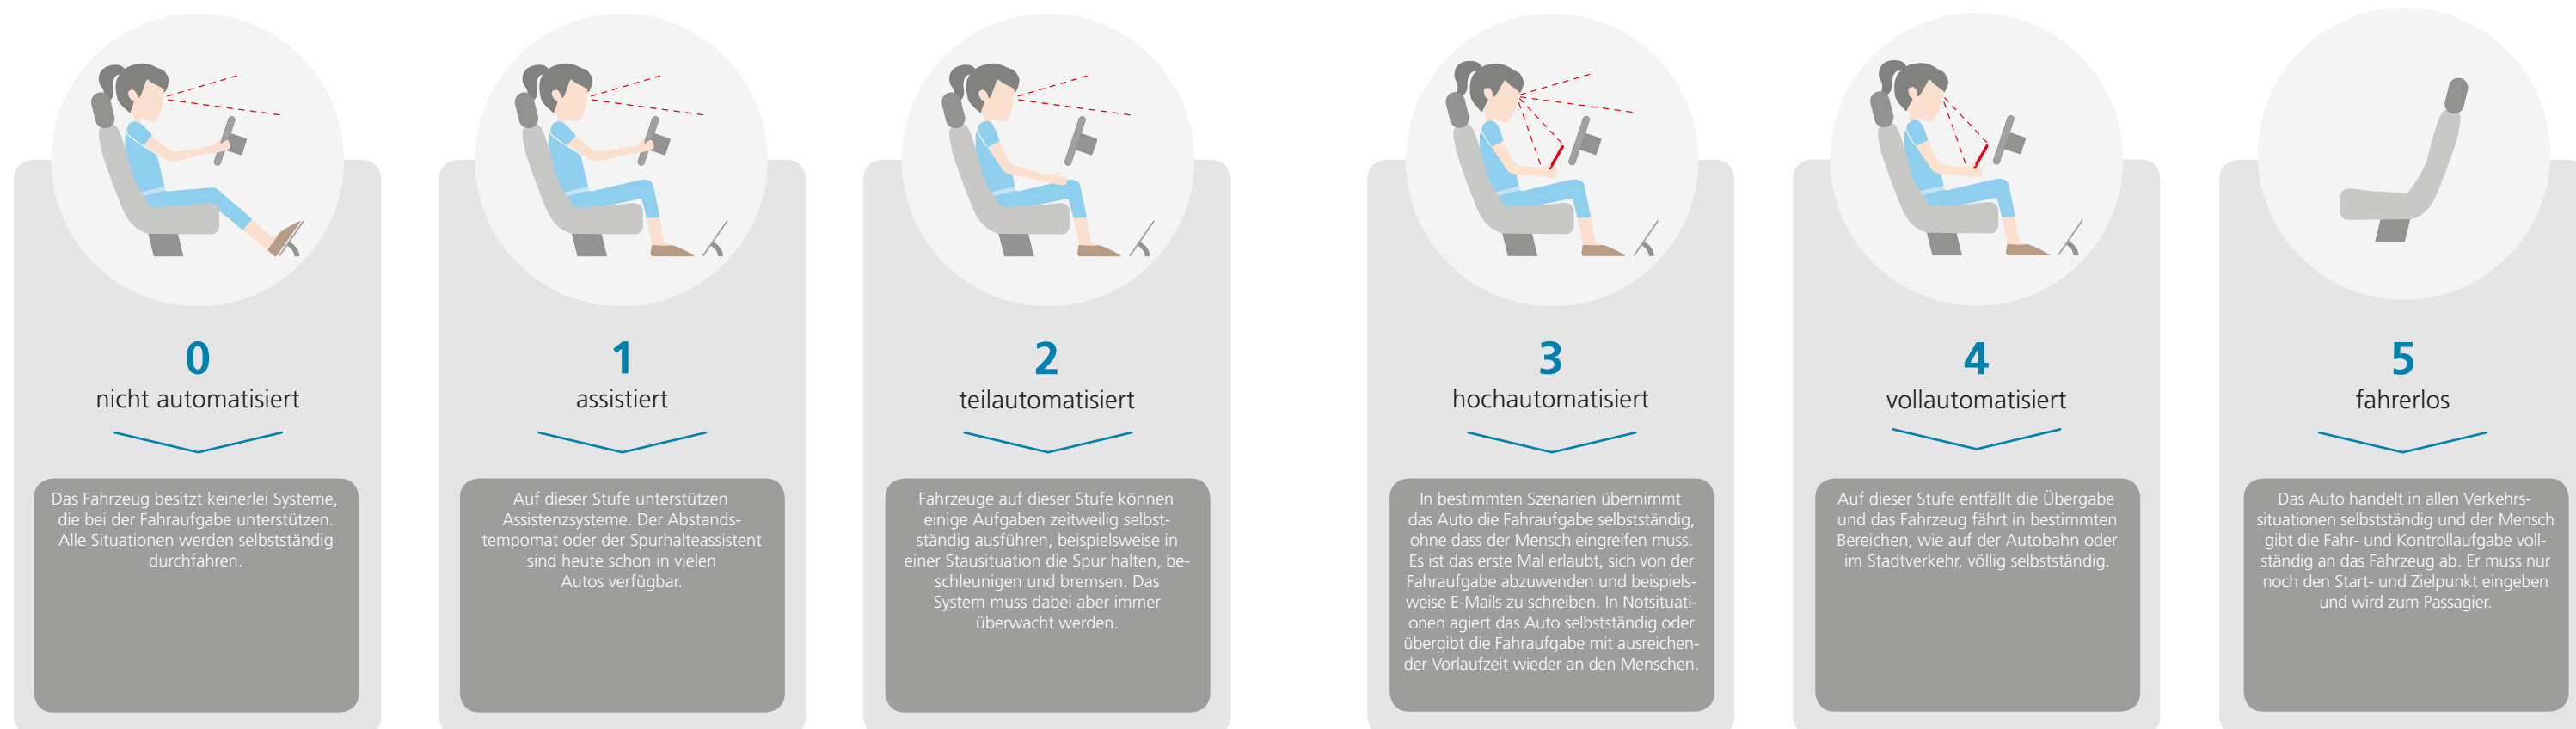 0
nicht automatisiert
Das Fahrzeug besitzt keinerlei Systeme,
die bei der Fahraufgabe unterstützen.
Alle Situationen werden selbstständig
durchfahren.
1
assistiert
Auf dieser Stufe unterstützen
Assistenzsysteme. Der Abstands-
tempomat oder der Spurhalteassistent
sind heute schon in vielen
Autos verfügbar.
2
teilautomatisiert
Fahrzeuge auf dieser Stufe können
einige Aufgaben zeitweilig selbst-
ständig ausführen, beispielsweise in
einer Stausituation die Spur halten, be-
schleunigen und bremsen. Das
System muss dabei aber immer
überwacht werden.
3
hochautomatisiert
In bestimmten Szenarien übernimmt
das Auto die Fahraufgabe selbstständig,
ohne dass der Mensch eingreifen muss.
Es ist das erste Mal erlaubt, sich von der
Fahraufgabe abzuwenden und beispiels-
weise E-Mails zu schreiben. In Notsituati-
onen agiert das Auto selbstständig oder
übergibt die Fahraufgabe mit ausreichen-
der Vorlaufzeit wieder an den Menschen.
4
vollautomatisiert
Auf dieser Stufe entfällt die Übergabe
und das Fahrzeug fährt in bestimmten
Bereichen, wie auf der Autobahn oder
im Stadtverkehr, völlig selbstständig.
5
fahrerlos
Das Auto handelt in allen Verkehrs-
situationen selbstständig und der Mensch
gibt die Fahr- und Kontrollaufgabe voll-
ständig an das Fahrzeug ab. Er muss nur
noch den Start- und Zielpunkt eingeben
und wird zum Passagier.